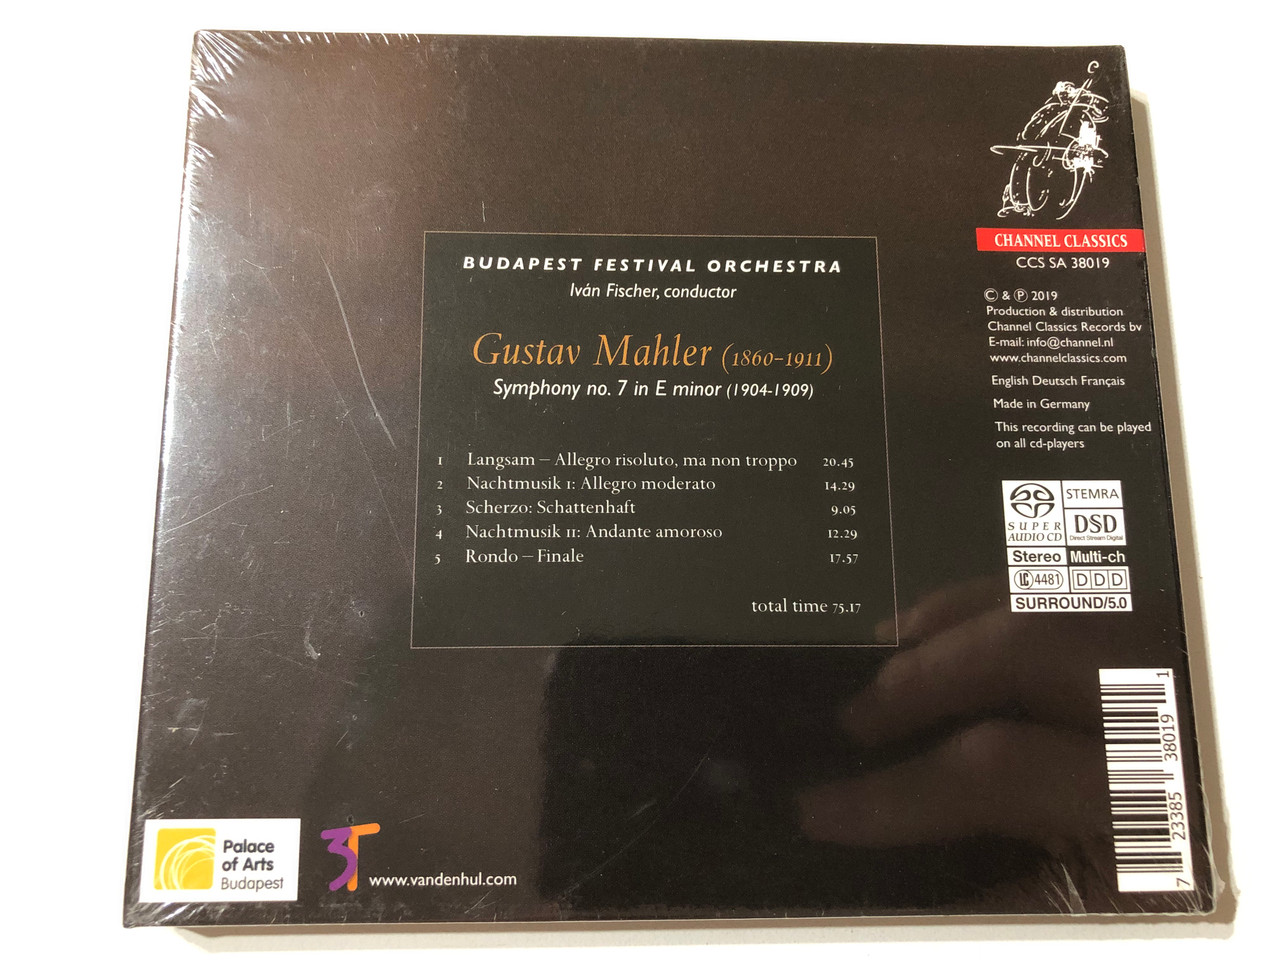 BUDAPEST FESTIVAL ORCHESTRA
Iván Fischer, conductor
Gustav Mahler (1860-1911)
Symphony no. 7 in E minor (1904-1909)
1 Langsam – Allegro risoluto, ma non troppo 20.45
2 Nachtmusik I: Allegro moderato 14.29
3 Scherzo: Schattenhaft 9.05
4 Nachtmusik II: Andante amoroso 12.29
5 Rondo – Finale 17.57
total time 75.17
CHANNEL CLASSICS
CCS SA 38019
© & ℗ 2019
Production & distribution
Channel Classics Records bv
E-mail: info@channel.nl
www.channelclassics.com
English Deutsch Français
Made in Germany
This recording can be played
on all cd-players
SUPER AUDIO CD
STEMRA
DSD
Direct Stream Digital
Stereo Multi-ch
LC 4481 DDD
SURROUND/5.0
7 23385 38019 1
Palace
of Arts
Budapest
3T
www.vandenhul.com